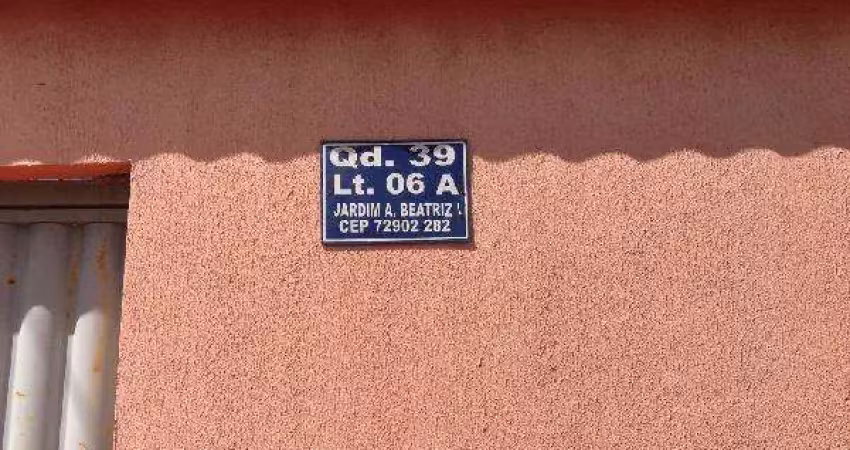 Qd. 39
Lt. 06 A
JARDIM A. BEATRIZ I
CEP 72902 282